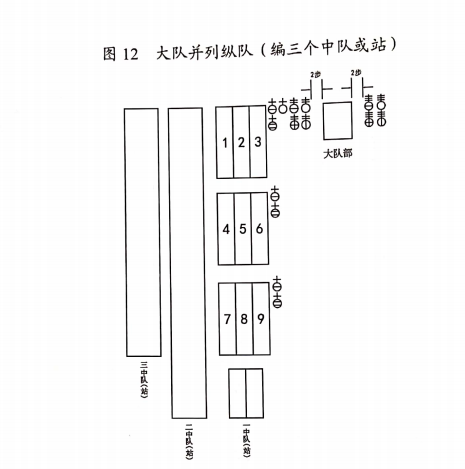 图 12 大队并列纵队（编三个中队或站）
2步 2步
大队部
1 2 3
4 5 6
7 8 9
三中队(站)
二中队(站)
一中队(站)